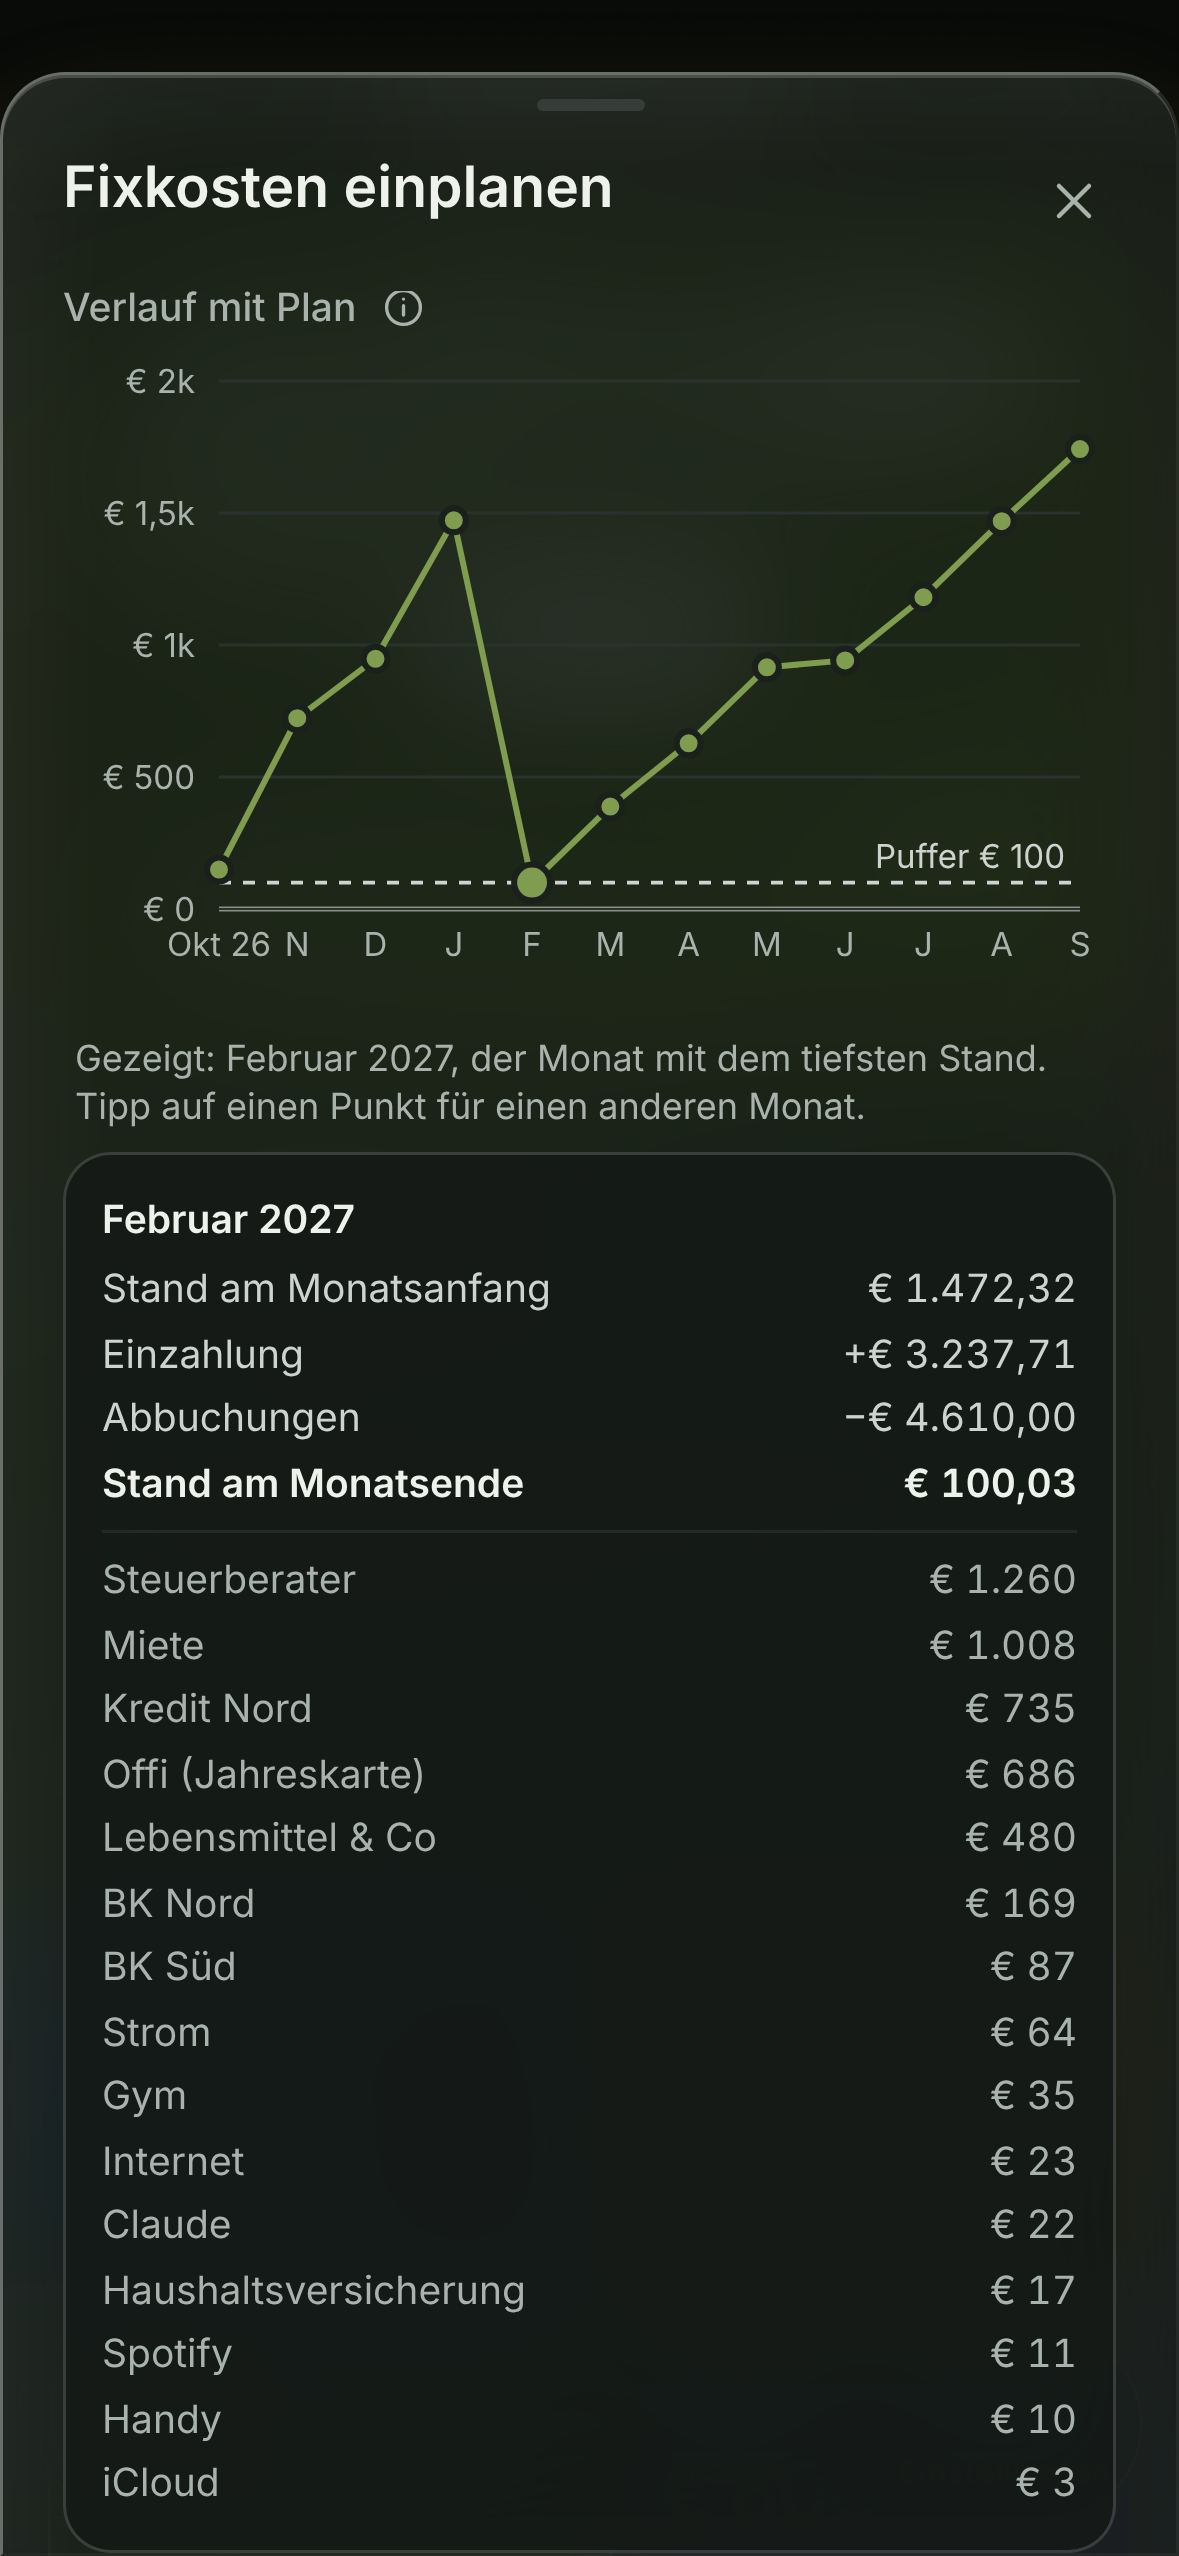 Fixkosten einplanen
Verlauf mit Plan
€ 2k
€ 1,5k
€ 1k
€ 500
Puffer € 100
€ 0
Okt 26 N D J F M A M J J A S
Gezeigt: Februar 2027, der Monat mit dem tiefsten Stand.
Tipp auf einen Punkt für einen anderen Monat.
Februar 2027
Stand am Monatsanfang € 1.472,32
Einzahlung +€ 3.237,71
Abbuchungen −€ 4.610,00
Stand am Monatsende € 100,03
Steuerberater € 1.260
Miete € 1.008
Kredit Nord € 735
Offi (Jahreskarte) € 686
Lebensmittel & Co € 480
BK Nord € 169
BK Süd € 87
Strom € 64
Gym € 35
Internet € 23
Claude € 22
Haushaltsversicherung € 17
Spotify € 11
Handy € 10
iCloud € 3